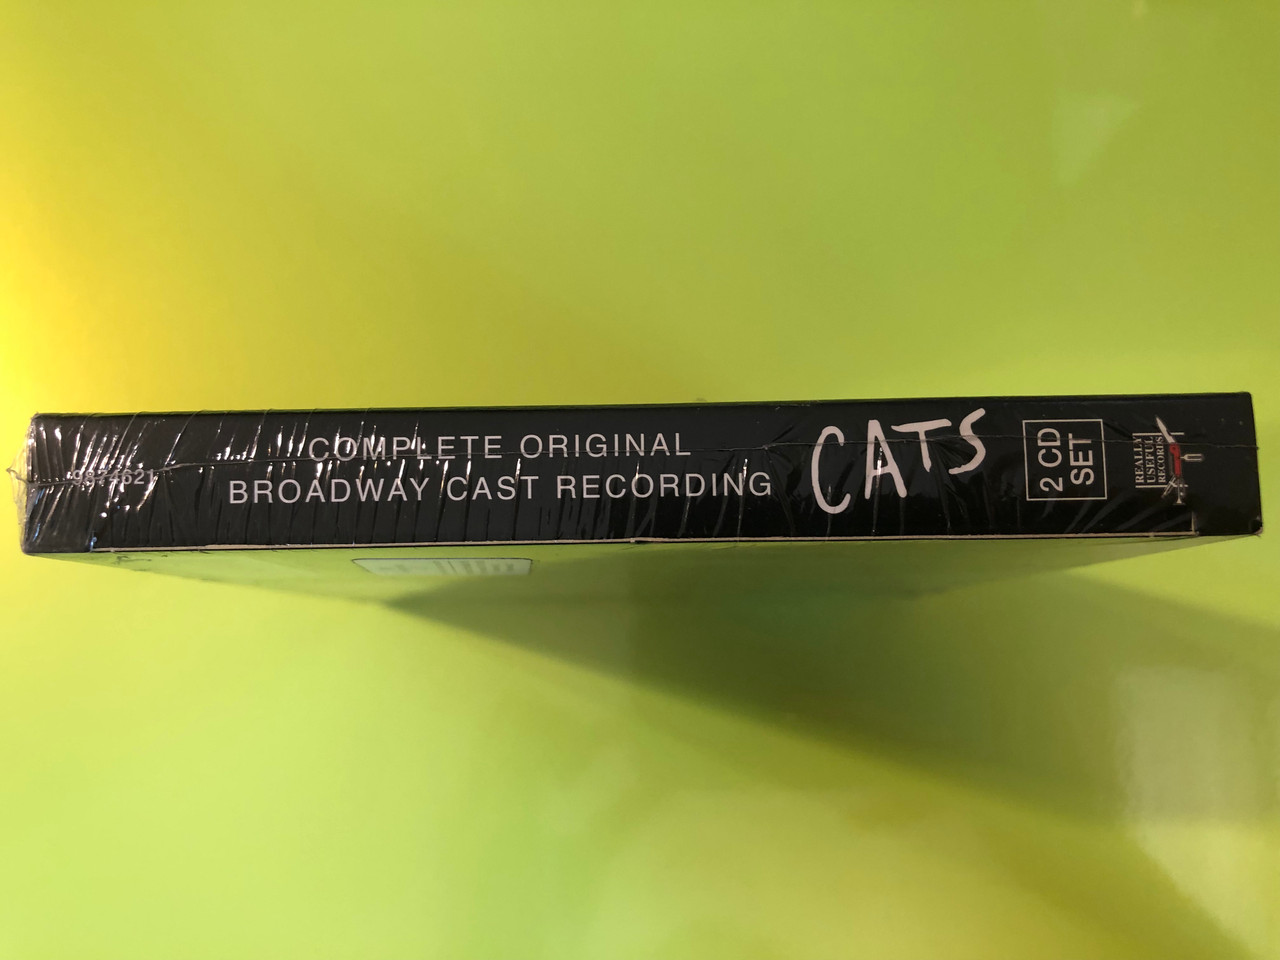 COMPLETE ORIGINAL
BROADWAY CAST RECORDING
CATS
2 CD
SET
REALLY
USEFUL
RECORDS